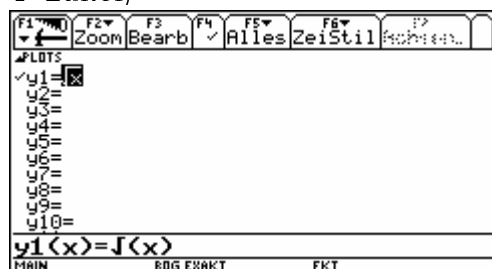 F1 F2 Zoom F3 Bearb F4 ✓ F5 Alles F6 ZeiStil F7
PLOTS
✓y1=√x
y2=
y3=
y4=
y5=
y6=
y7=
y8=
y9=
y10=
y1(x)=√(x)
MAIN BOG EXAKT FKT